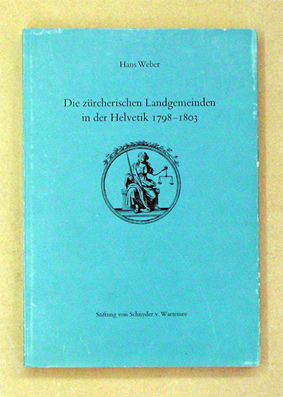 Hans Weber
Die zürcherischen Landgemeinden
in der Helvetik 1798–1803
Stiftung von Schnyder v. Wartensee